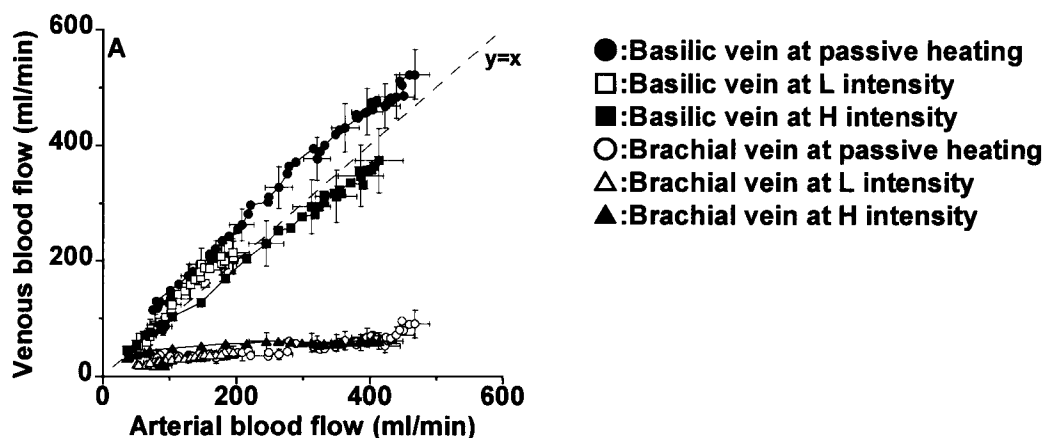 600
A
y=x
400
200
0
0
200
400
600
Venous blood flow (ml/min)
Arterial blood flow (ml/min)
●:Basilic vein at passive heating
□:Basilic vein at L intensity
■:Basilic vein at H intensity
○:Brachial vein at passive heating
△:Brachial vein at L intensity
▲:Brachial vein at H intensity